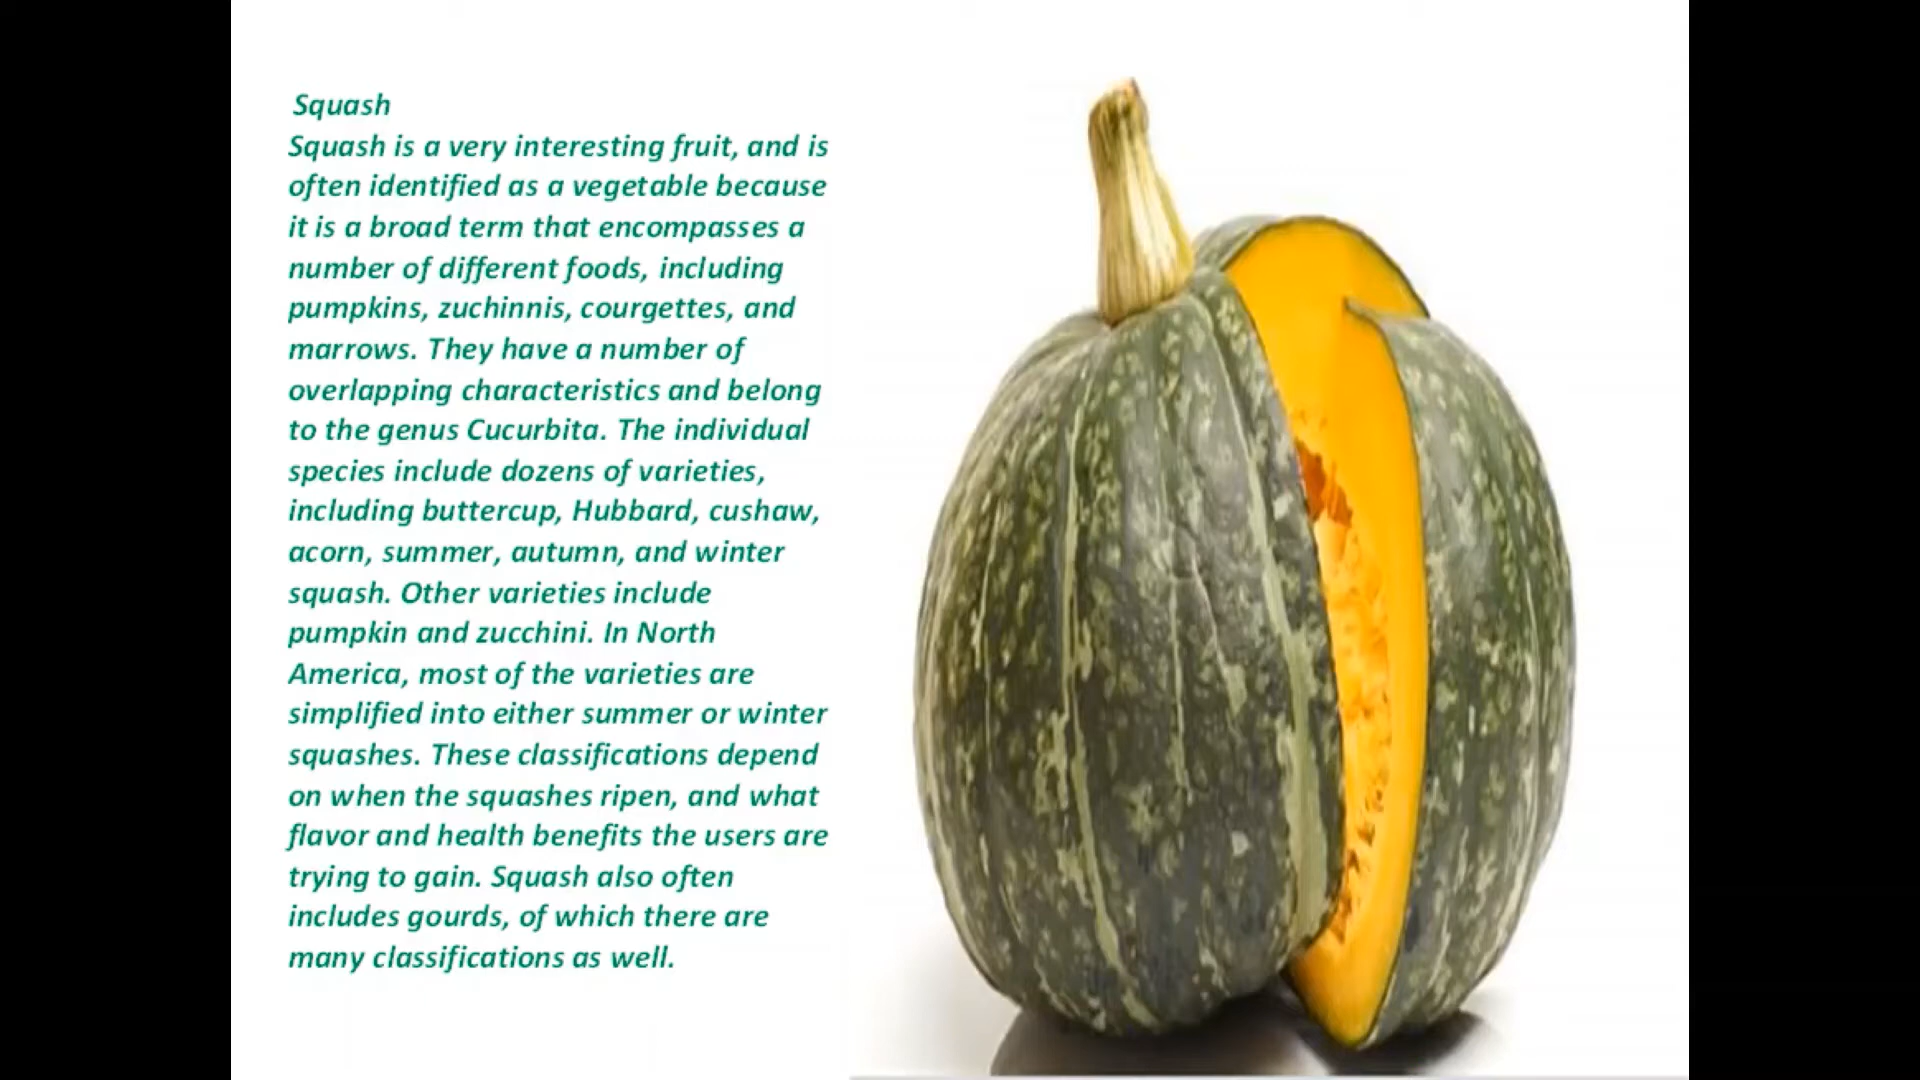 Squash
Squash is a very interesting fruit, and is
often identified as a vegetable because
it is a broad term that encompasses a
number of different foods, including
pumpkins, zuchinnis, courgettes, and
marrows. They have a number of
overlapping characteristics and belong
to the genus Cucurbita. The individual
species include dozens of varieties,
including buttercup, Hubbard, cushaw,
acorn, summer, autumn, and winter
squash. Other varieties include
pumpkin and zucchini. In North
America, most of the varieties are
simplified into either summer or winter
squashes. These classifications depend
on when the squashes ripen, and what
flavor and health benefits the users are
trying to gain. Squash also often
includes gourds, of which there are
many classifications as well.